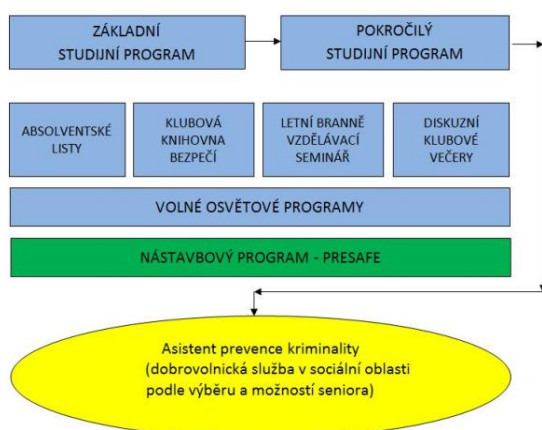 ZÁKLADNÍ
STUDIJNÍ PROGRAM
POKROČILÝ
STUDIJNÍ PROGRAM
ABSOLVENTSKÉ
LISTY
KLUBOVÁ
KNIHOVNA
BEZPEČÍ
LETNÍ BRANNĚ
VZDĚLÁVACÍ
SEMINÁŘ
DISKUZNÍ
KLUBOVÉ
VEČERY
VOLNÉ OSVĚTOVÉ PROGRAMY
NÁSTAVBOVÝ PROGRAM - PRESAFE
Asistent prevence kriminality
(dobrovolnická služba v sociální oblasti
podle výběru a možností seniora)